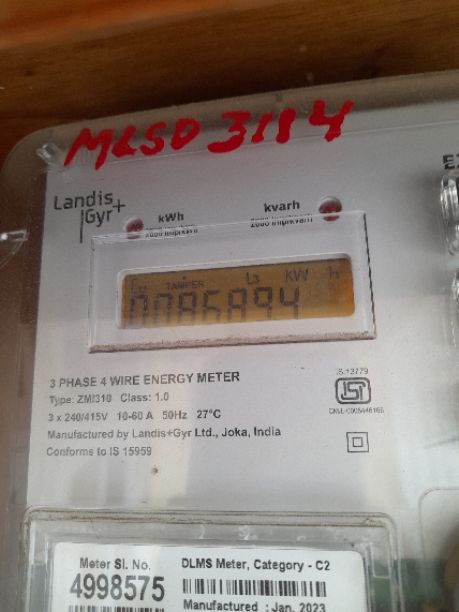 MLSD 3184
Landis+
Gyr
kWh
kvarh
TAMPER L3 KW h
3 PHASE 4 WIRE ENERGY METER
Type: ZMI310 Class: 1.0
3 x 240/415V 10-60 A 50Hz 27°C
Manufactured by Landis+Gyr Ltd., Joka, India
Conforms to IS 15959
IS 13779
Meter Sl. No.
DLMS Meter, Category - C2
4998575
Manufactured : Jan. 2023